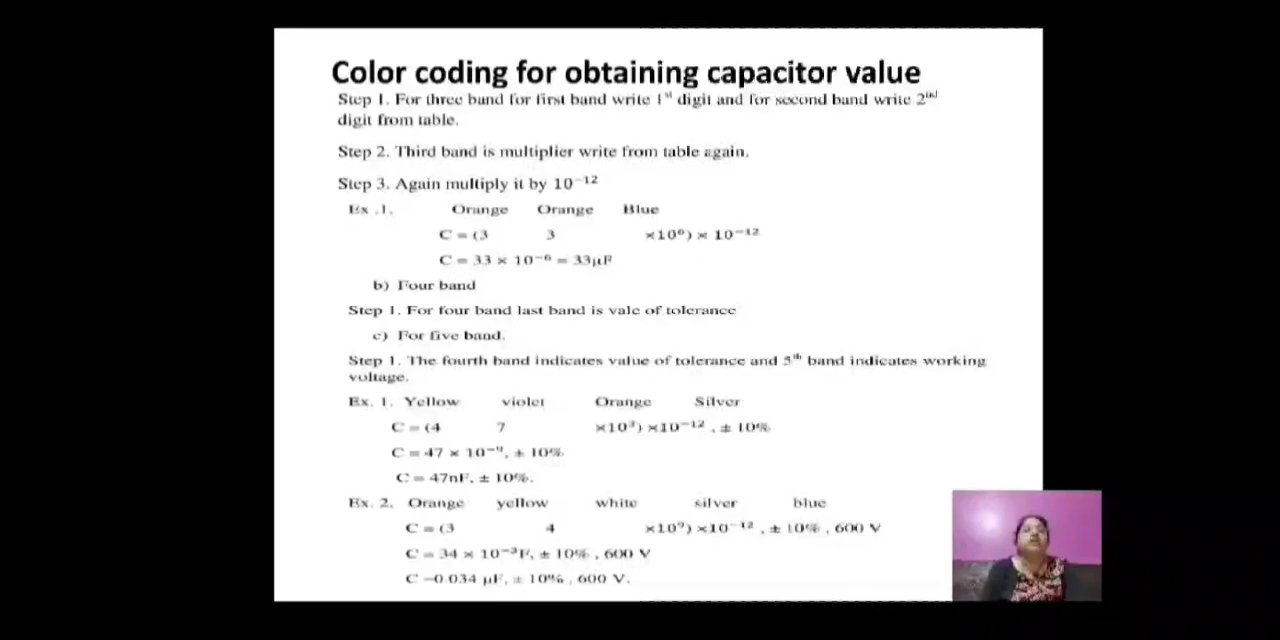 Color coding for obtaining capacitor value
Step 1. For three band for first band write 1st digit and for second band write 2nd
digit from table.
Step 2. Third band is multiplier write from table again.
Step 3. Again multiply it by 10⁻¹²
Ex .1. Orange Orange Blue
C = (3 3 ×10⁶) × 10⁻¹²
C = 33 × 10⁻⁶ = 33μF
b) Four band
Step 1. For four band last band is vale of tolerance
c) For five band.
Step 1. The fourth band indicates value of tolerance and 5th band indicates working
voltage.
Ex. 1. Yellow violet Orange Silver
C = (4 7 ×10³) ×10⁻¹² , ± 10%
C = 47 × 10⁻⁹, ± 10%
C = 47nF, ± 10%.
Ex. 2. Orange yellow white silver blue
C = (3 4 ×10⁹) ×10⁻¹² , ± 10% , 600 V
C = 34 × 10⁻³F, ± 10% , 600 V
C =0.034 μF, ± 10% , 600 V.